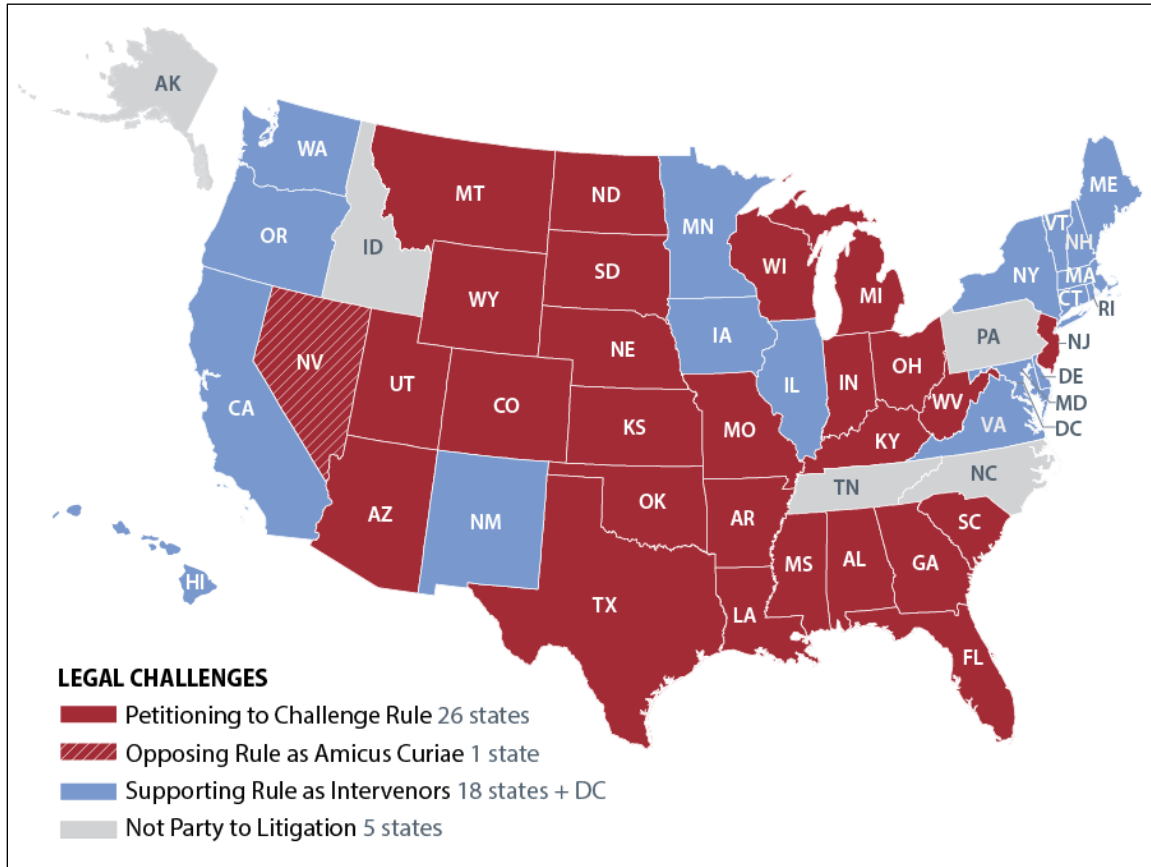 AK
WA
ME
MT
ND
VT
MN
OR
NH
ID
WI
NY
MA
SD
MI
CT
RI
WY
IA
PA
NJ
NE
NV
OH
DE
IL
IN
UT
CA
CO
WV
MD
VA
KS
MO
DC
KY
NC
TN
OK
AZ
NM
AR
SC
MS
AL
GA
HI
TX
LA
FL
LEGAL CHALLENGES
Petitioning to Challenge Rule 26 states
Opposing Rule as Amicus Curiae 1 state
Supporting Rule as Intervenors 18 states + DC
Not Party to Litigation 5 states